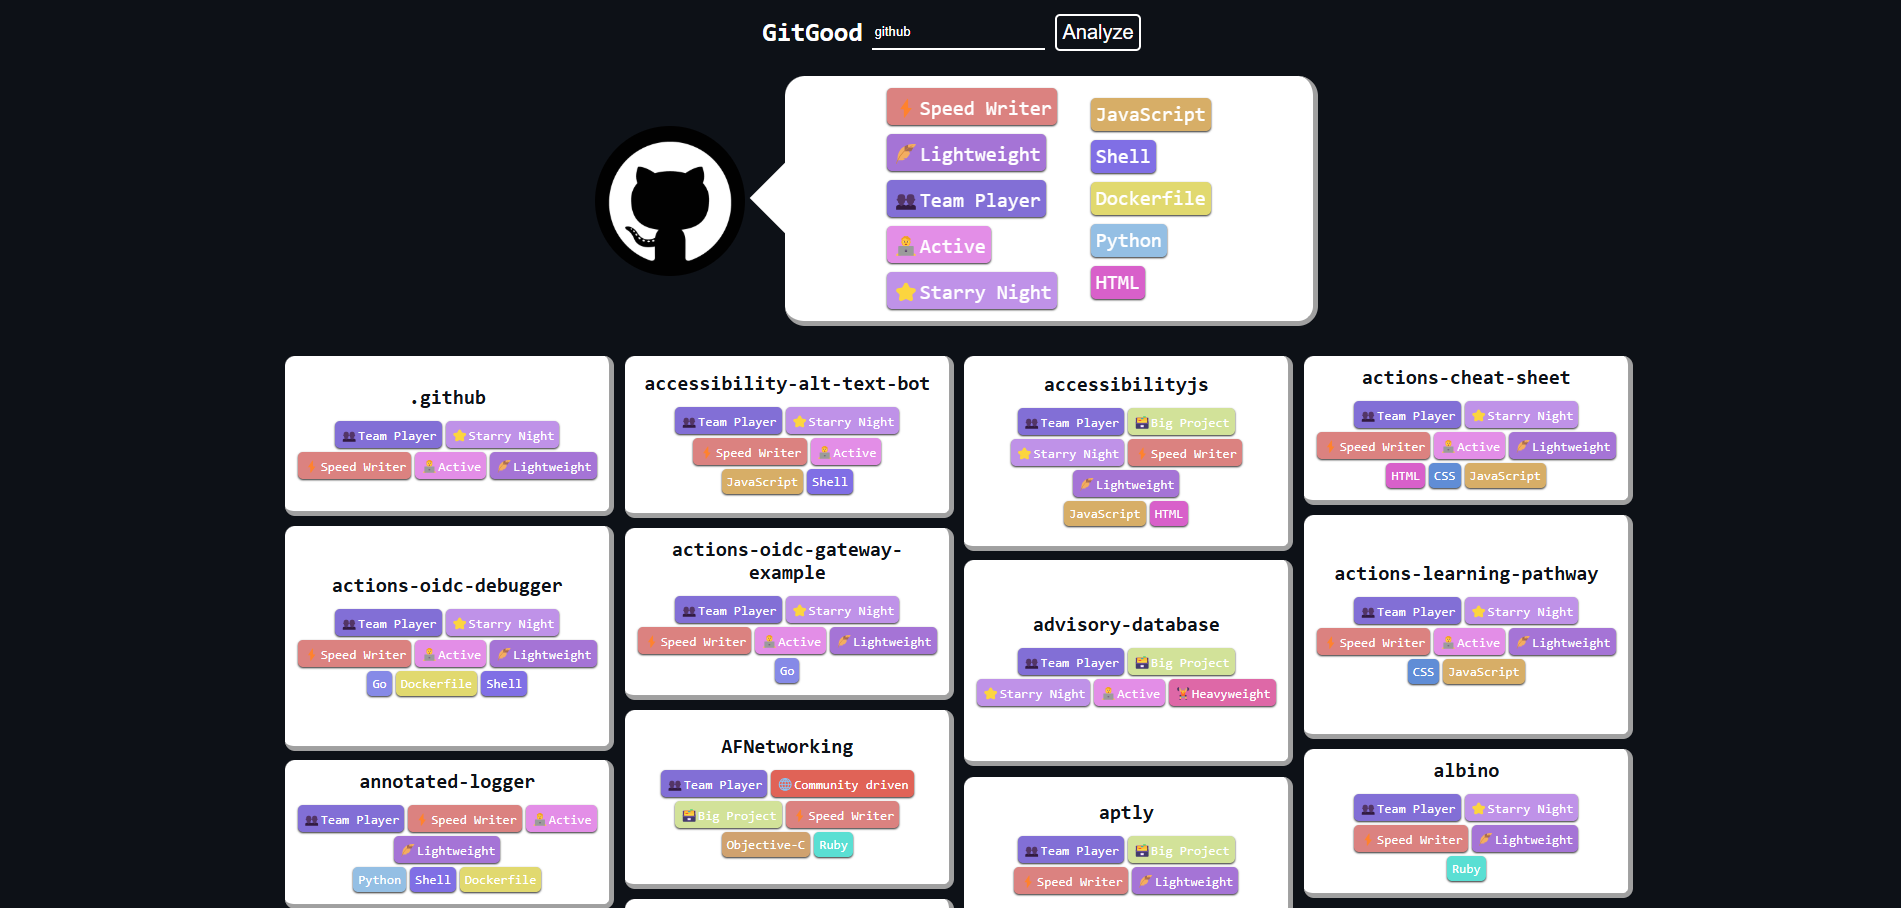 GitGood github Analyze
Speed Writer
Lightweight
Team Player
Active
Starry Night
JavaScript
Shell
Dockerfile
Python
HTML
.github
Team Player Starry Night
Speed Writer Active Lightweight
accessibility-alt-text-bot
Team Player Starry Night
Speed Writer Active
JavaScript Shell
accessibilityjs
Team Player Big Project
Starry Night Speed Writer
Lightweight
JavaScript HTML
actions-cheat-sheet
Team Player Starry Night
Speed Writer Active Lightweight
HTML CSS JavaScript
actions-oidc-debugger
Team Player Starry Night
Speed Writer Active Lightweight
Go Dockerfile Shell
actions-oidc-gateway-
example
Team Player Starry Night
Speed Writer Active Lightweight
Go
advisory-database
Team Player Big Project
Starry Night Active Heavyweight
actions-learning-pathway
Team Player Starry Night
Speed Writer Active Lightweight
CSS JavaScript
annotated-logger
Team Player Speed Writer Active
Lightweight
Python Shell Dockerfile
AFNetworking
Team Player Community driven
Big Project Speed Writer
Objective-C Ruby
aptly
Team Player Big Project
Speed Writer Lightweight
albino
Team Player Starry Night
Speed Writer Lightweight
Ruby